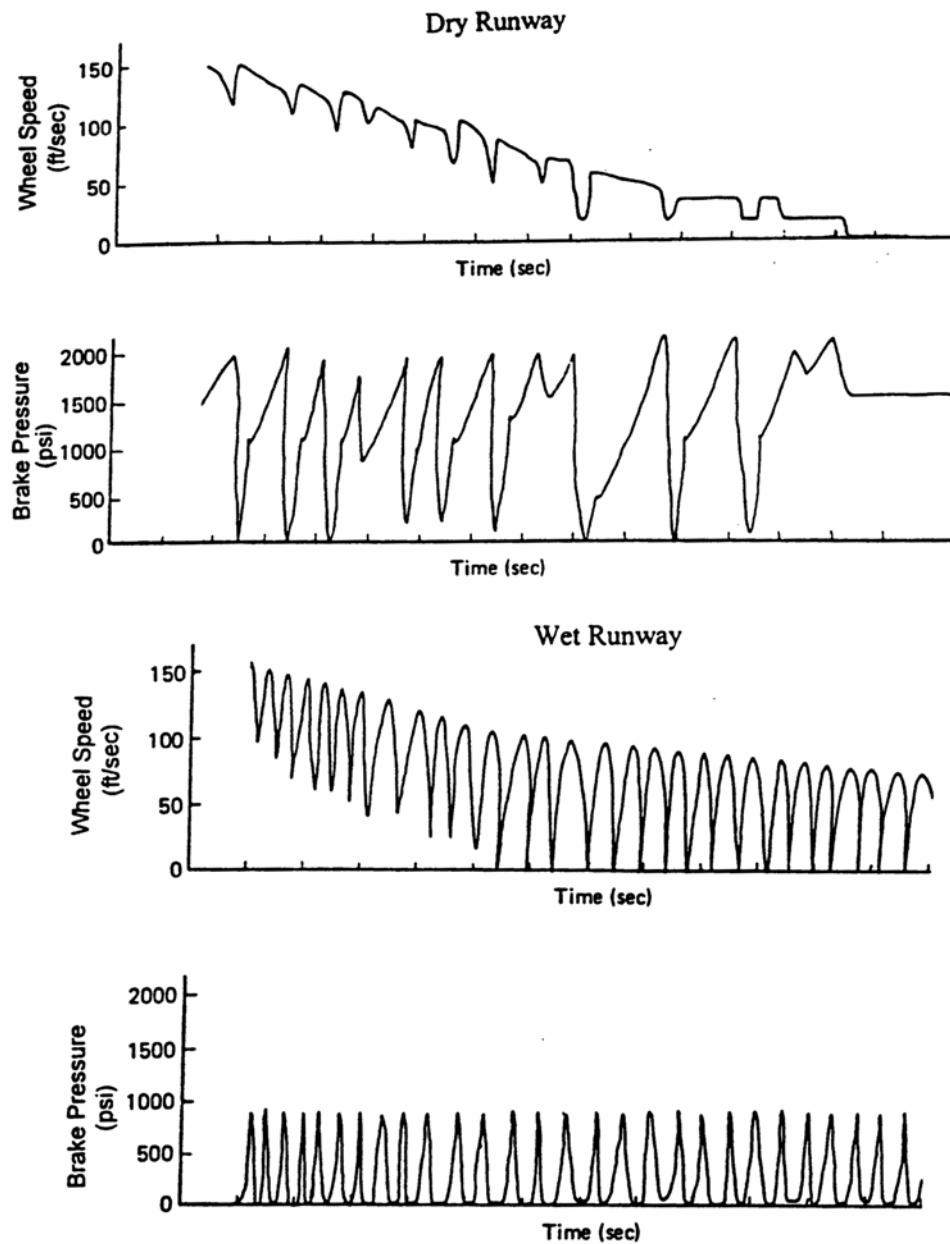 Dry Runway
Wheel Speed
(ft/sec)
150
100
50
0
Time (sec)
Brake Pressure
(psi)
2000
1500
1000
500
0
Time (sec)
Wet Runway
Wheel Speed
(ft/sec)
150
100
50
0
Time (sec)
Brake Pressure
(psi)
2000
1500
1000
500
0
Time (sec)